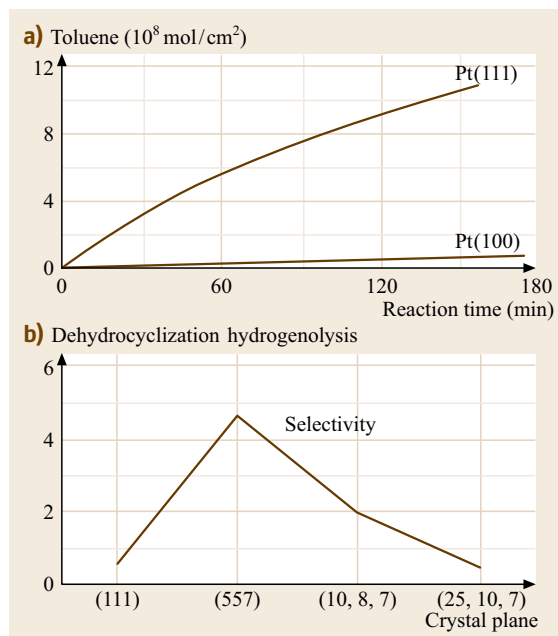 a) Toluene (10⁸ mol/cm²)
12
Pt(111)
8
4
Pt(100)
0
0 60 120 180
Reaction time (min)
b) Dehydrocyclization hydrogenolysis
6
Selectivity
4
2
0
(111) (557) (10, 8, 7) (25, 10, 7)
Crystal plane